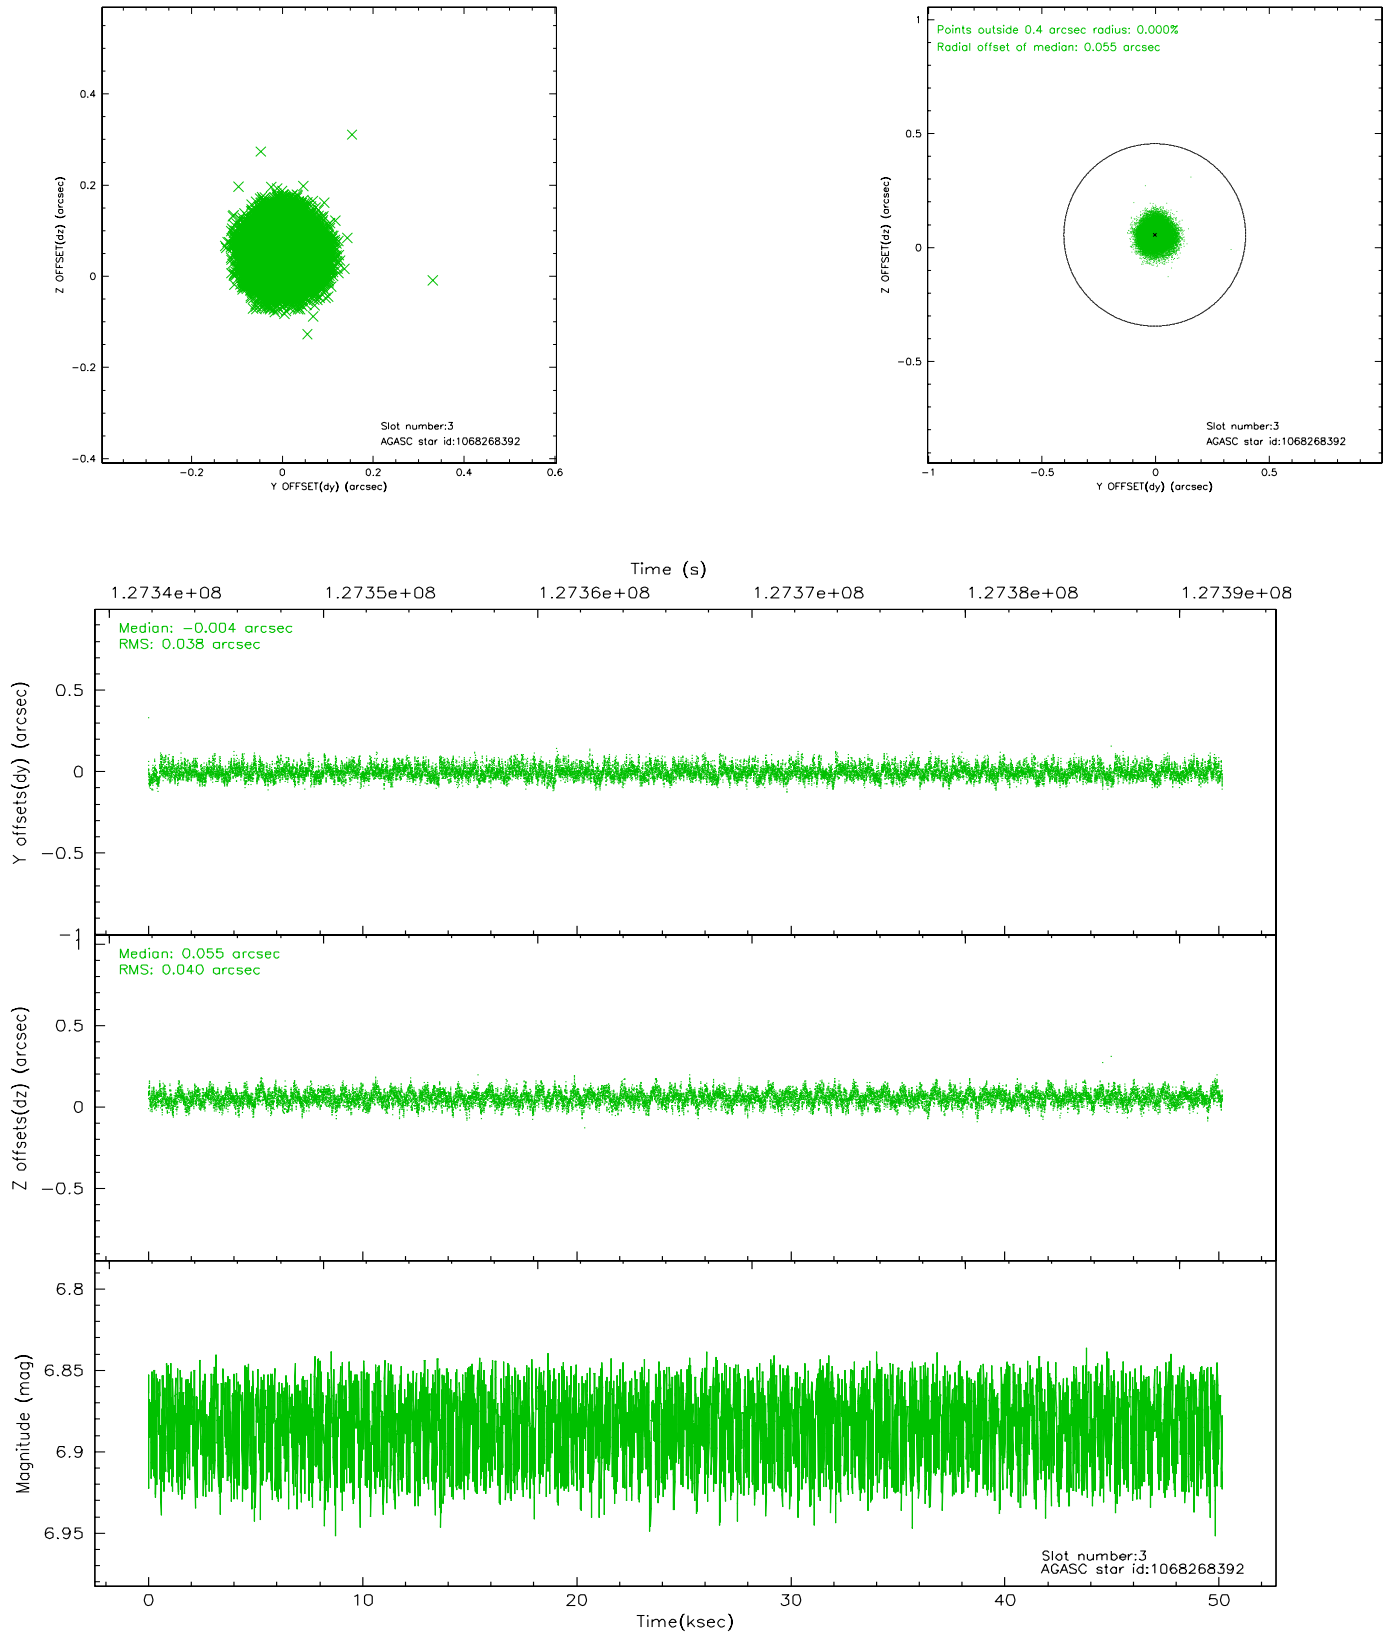 Points outside 0.4 arcsec radius: 0.000%
Radial offset of median: 0.055 arcsec
0.4
0.2
0
-0.2
-0.4
Z OFFSET(dz) (arcsec)
Slot number:3
AGASC star id:1068268392
-0.2
0
0.2
0.4
0.6
Y OFFSET(dy) (arcsec)
1
0.5
0
-0.5
Z OFFSET(dz) (arcsec)
Slot number:3
AGASC star id:1068268392
-1
-0.5
0
0.5
Y OFFSET(dy) (arcsec)
Time (s)
1.2734e+08
1.2735e+08
1.2736e+08
1.2737e+08
1.2738e+08
1.2739e+08
Median: -0.004 arcsec
RMS: 0.038 arcsec
0.5
0
-0.5
-1
Y offsets(dy) (arcsec)
Median: 0.055 arcsec
RMS: 0.040 arcsec
1
0.5
0
-0.5
Z offsets(dz) (arcsec)
6.8
6.85
6.9
6.95
Magnitude (mag)
Slot number:3
AGASC star id:1068268392
0
10
20
30
40
50
Time(ksec)